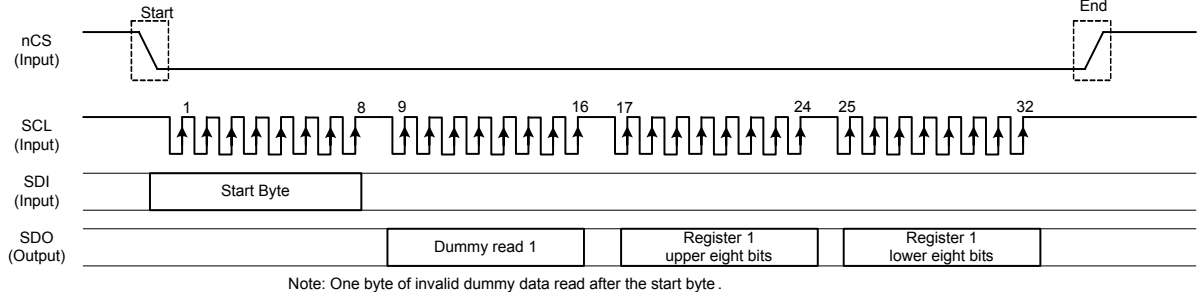 Start
End
nCS
(Input)
1
8
9
16
17
24
25
32
SCL
(Input)
SDI
(Input)
Start Byte
SDO
(Output)
Dummy read 1
Register 1
upper eight bits
Register 1
lower eight bits
Note: One byte of invalid dummy data read after the start byte .